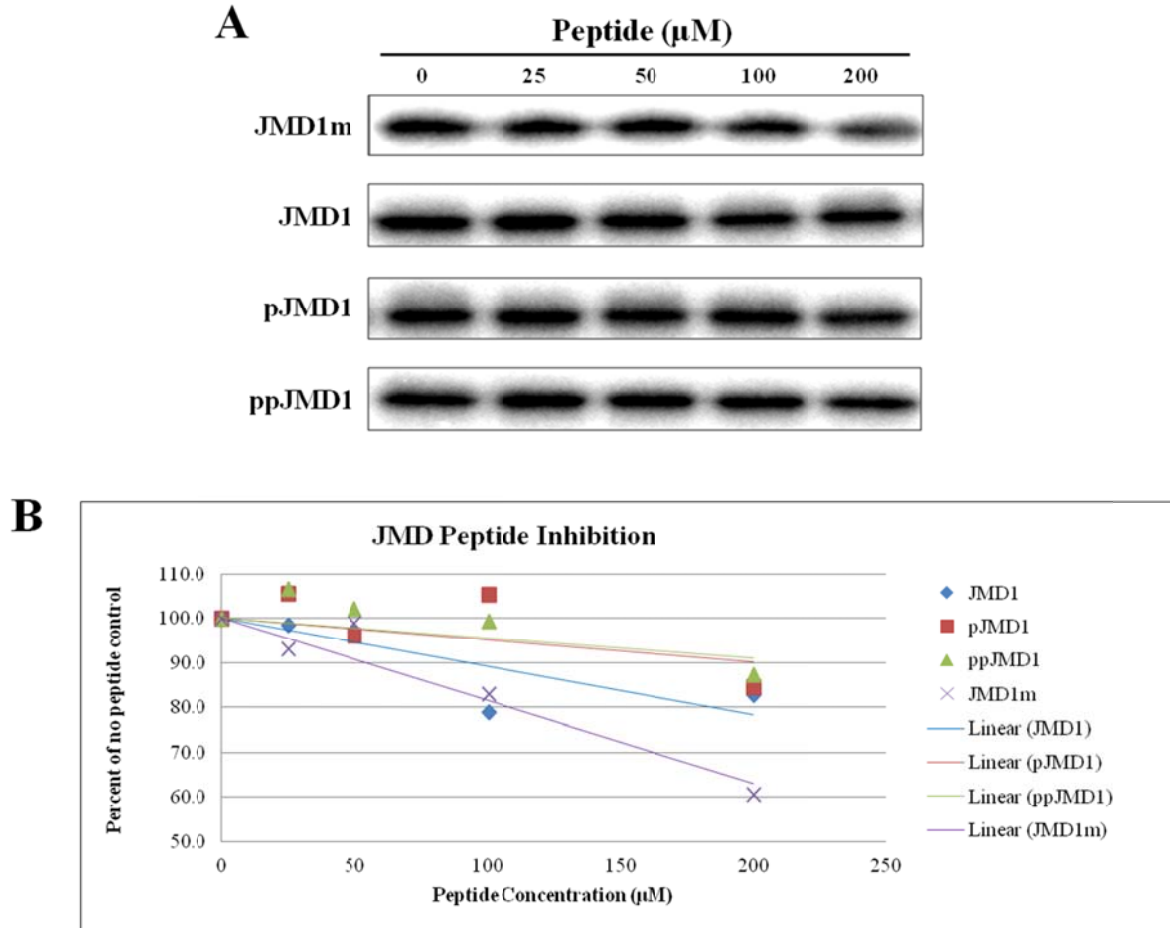 A
Peptide (µM)
0 25 50 100 200
JMD1m
JMD1
pJMD1
ppJMD1
B
JMD Peptide Inhibition
Percent of no peptide control
110.0
100.0
90.0
80.0
70.0
60.0
50.0
0 50 100 150 200 250
Peptide Concentration (µM)
JMD1
pJMD1
ppJMD1
JMD1m
Linear (JMD1)
Linear (pJMD1)
Linear (ppJMD1)
Linear (JMD1m)